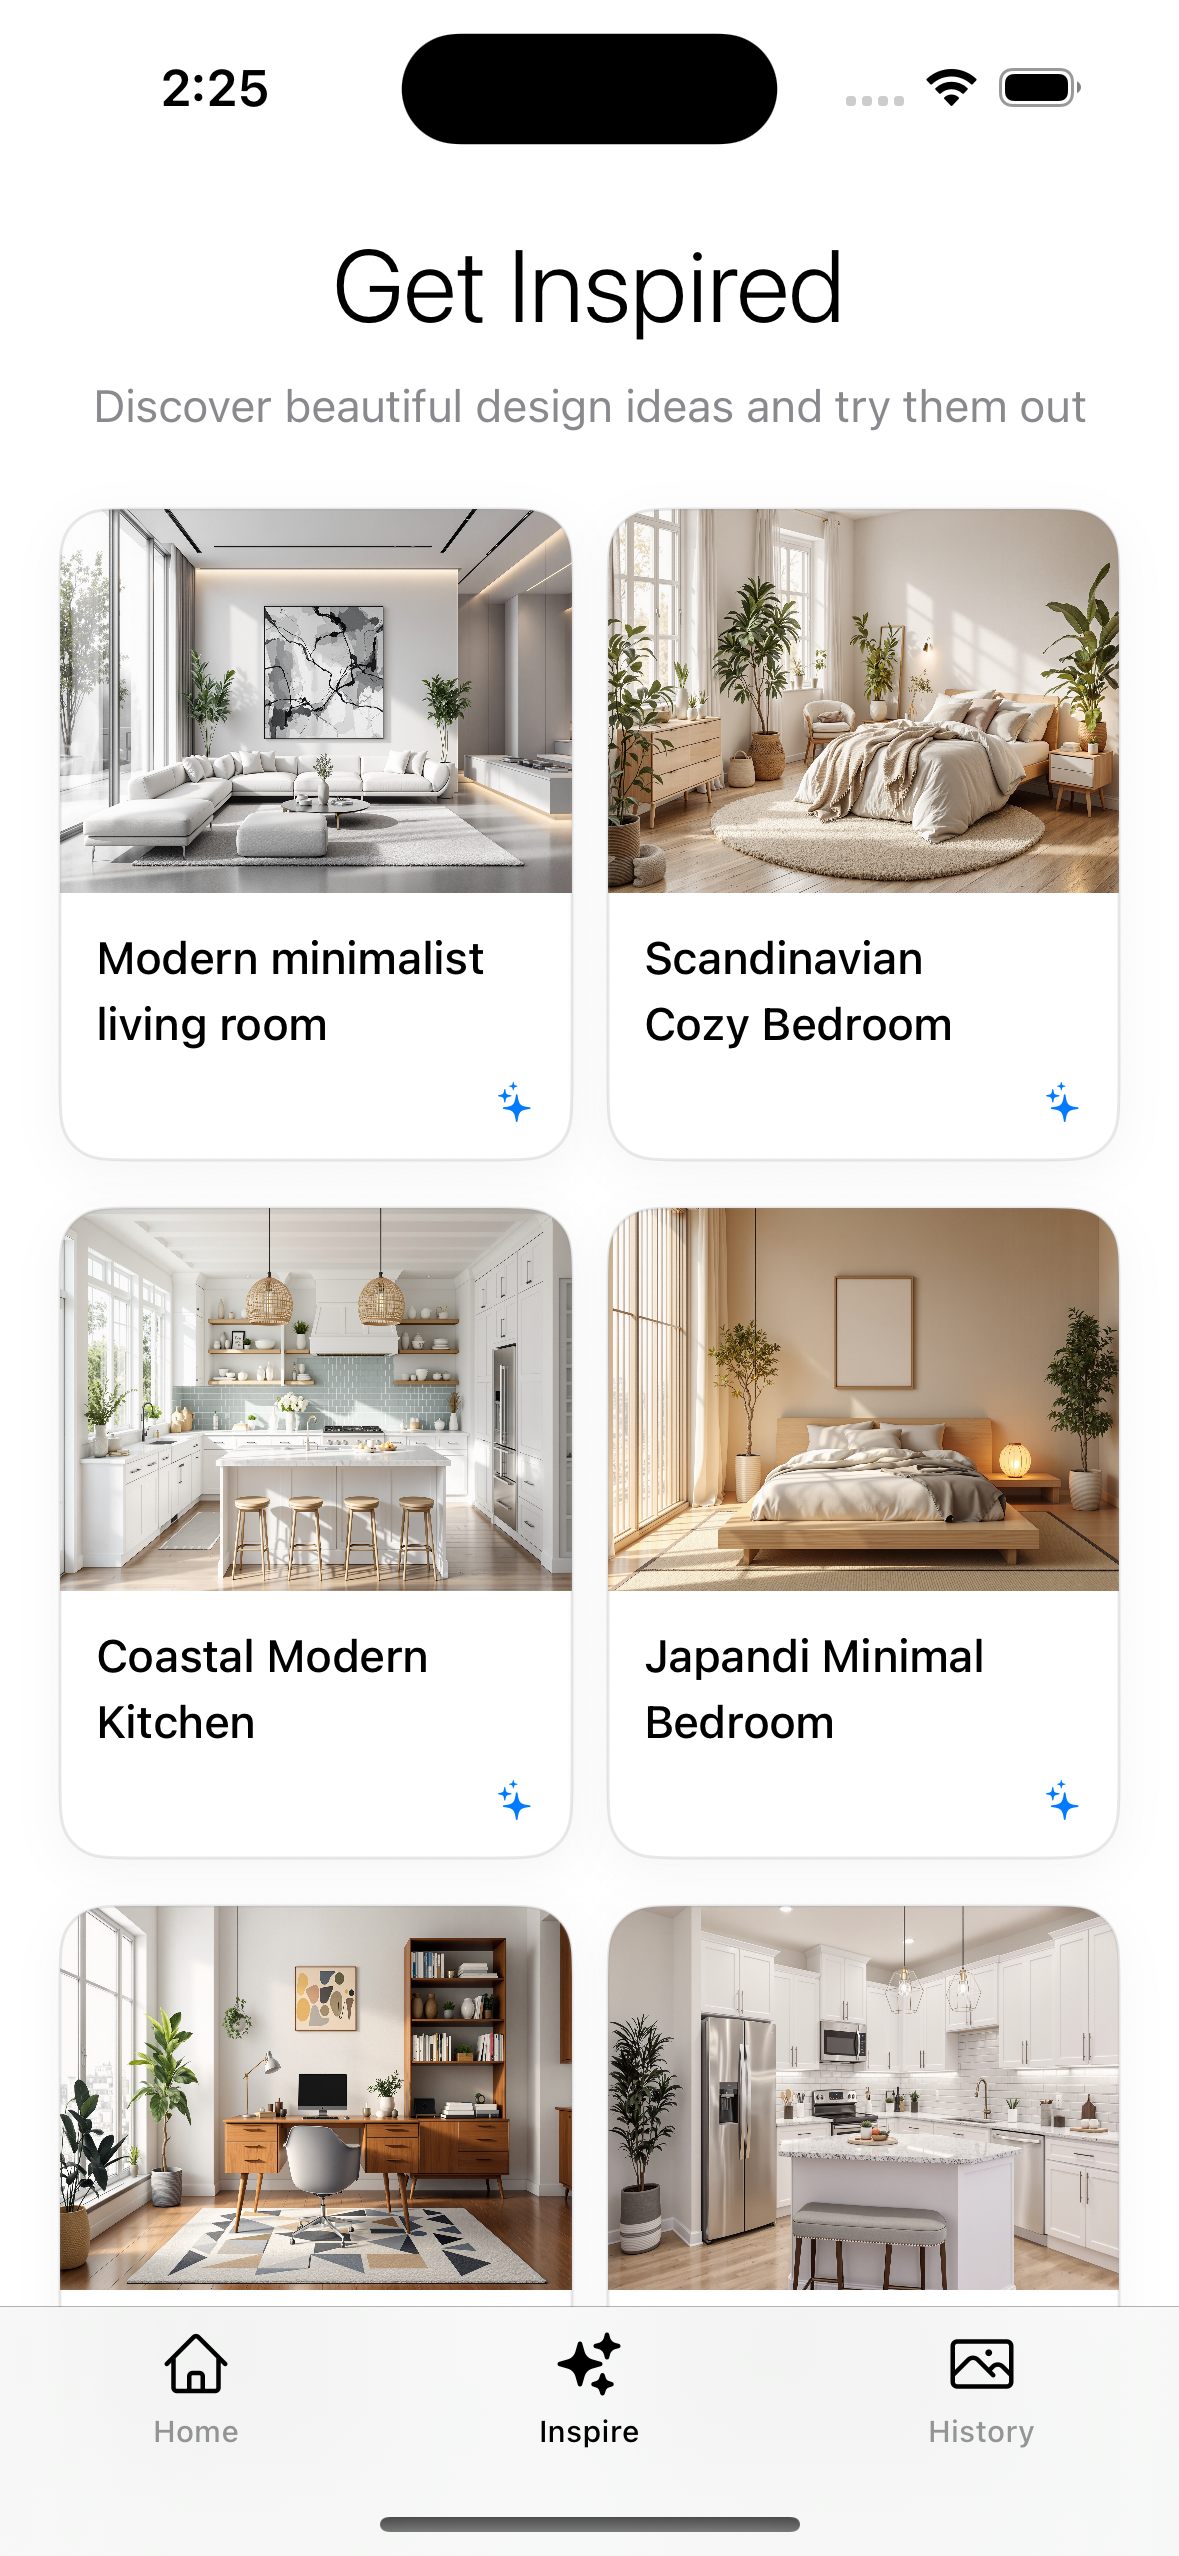 2:25
Get Inspired
Discover beautiful design ideas and try them out
Modern minimalist
living room
Scandinavian
Cozy Bedroom
Coastal Modern
Kitchen
Japandi Minimal
Bedroom
Home
Inspire
History